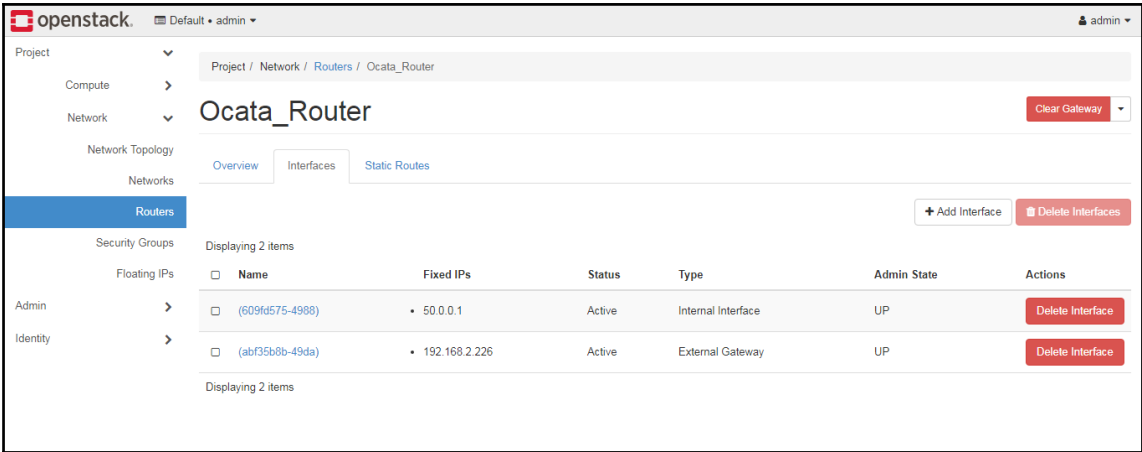 openstack. Default • admin admin
Project
Project / Network / Routers / Ocata_Router
Compute
Ocata_Router Clear Gateway
Network
Network Topology
Overview Interfaces Static Routes
Networks
Routers + Add Interface Delete Interfaces
Security Groups Displaying 2 items
Floating IPs Name Fixed IPs Status Type Admin State Actions
Admin (609fd575-4988) • 50.0.0.1 Active Internal Interface UP Delete Interface
Identity (abf35b8b-49da) • 192.168.2.226 Active External Gateway UP Delete Interface
Displaying 2 items